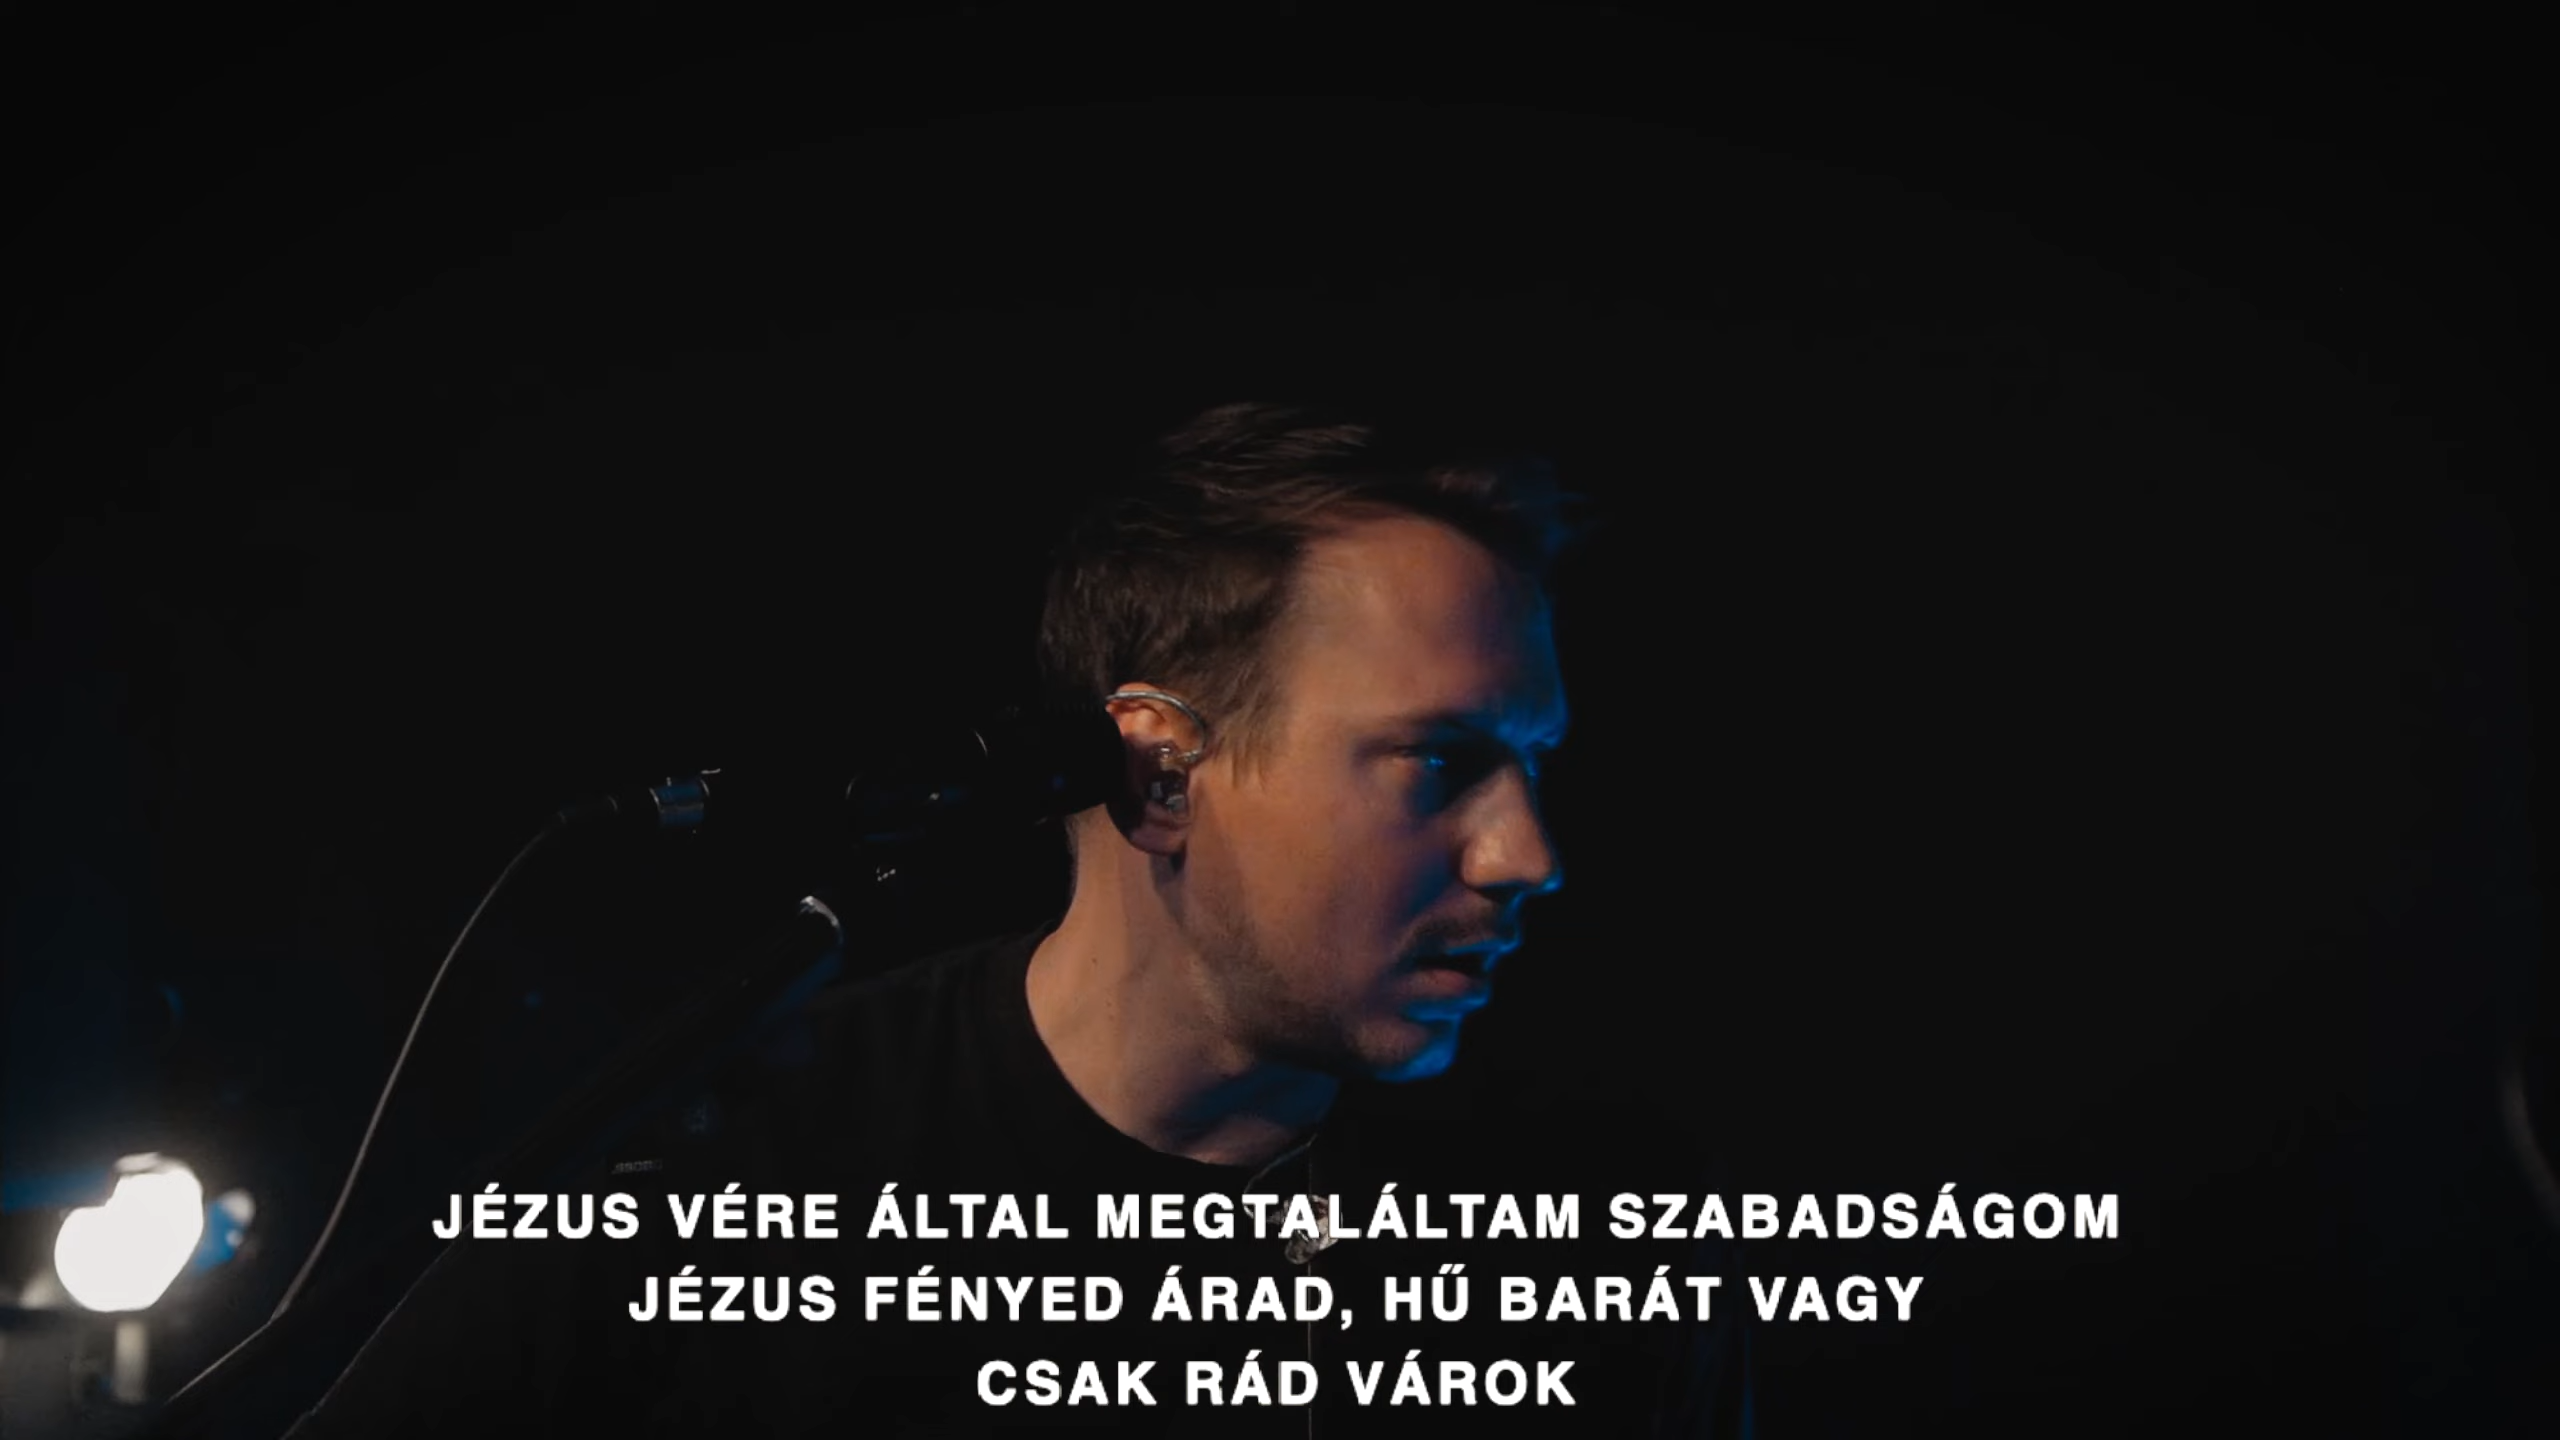 JÉZUS VÉRE ÁLTAL MEGTALÁLTAM SZABADSÁGOM
JÉZUS FÉNYED ÁRAD, HŰ BARÁT VAGY
CSAK RÁD VÁROK